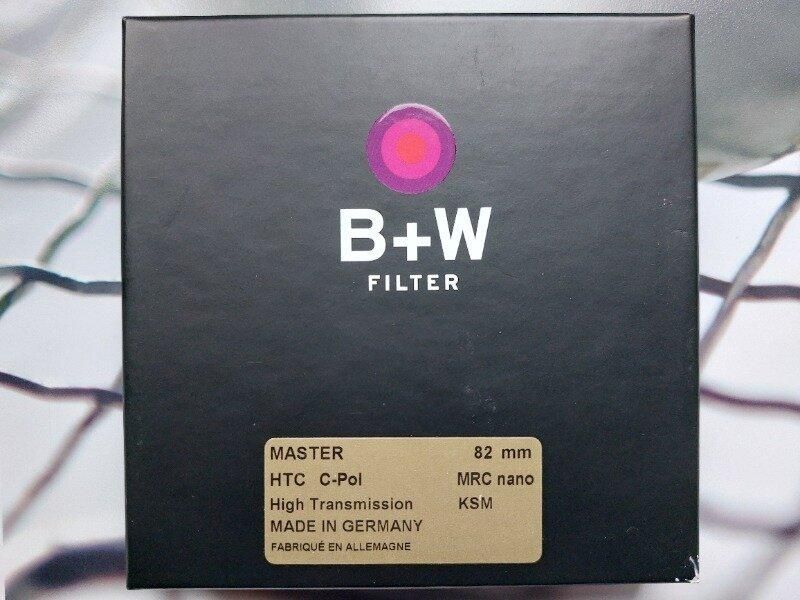 B+W
FILTER
MASTER 82 mm
HTC C-Pol MRC nano
High Transmission KSM
MADE IN GERMANY
FABRIQUÉ EN ALLEMAGNE